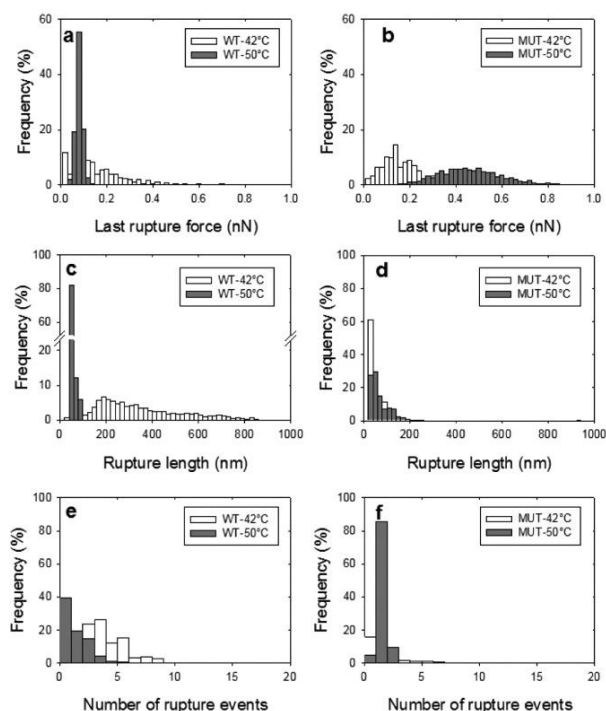 a
WT-42°C
WT-50°C
Frequency (%)
60
40
20
0
0.0 0.2 0.4 0.6 0.8 1.0
Last rupture force (nN)
b
MUT-42°C
MUT-50°C
Frequency (%)
60
40
20
0
0.0 0.2 0.4 0.6 0.8 1.0
Last rupture force (nN)
c
WT-42°C
WT-50°C
Frequency (%)
100
80
60
20
10
0
0 200 400 600 800 1000
Rupture length (nm)
d
MUT-42°C
MUT-50°C
Frequency (%)
100
80
60
40
20
0
0 200 400 600 800 1000
Rupture length (nm)
e
WT-42°C
WT-50°C
Frequency (%)
100
80
60
40
20
0
0 5 10 15 20
Number of rupture events
f
MUT-42°C
MUT-50°C
Frequency (%)
100
80
60
40
20
0
0 5 10 15 20
Number of rupture events